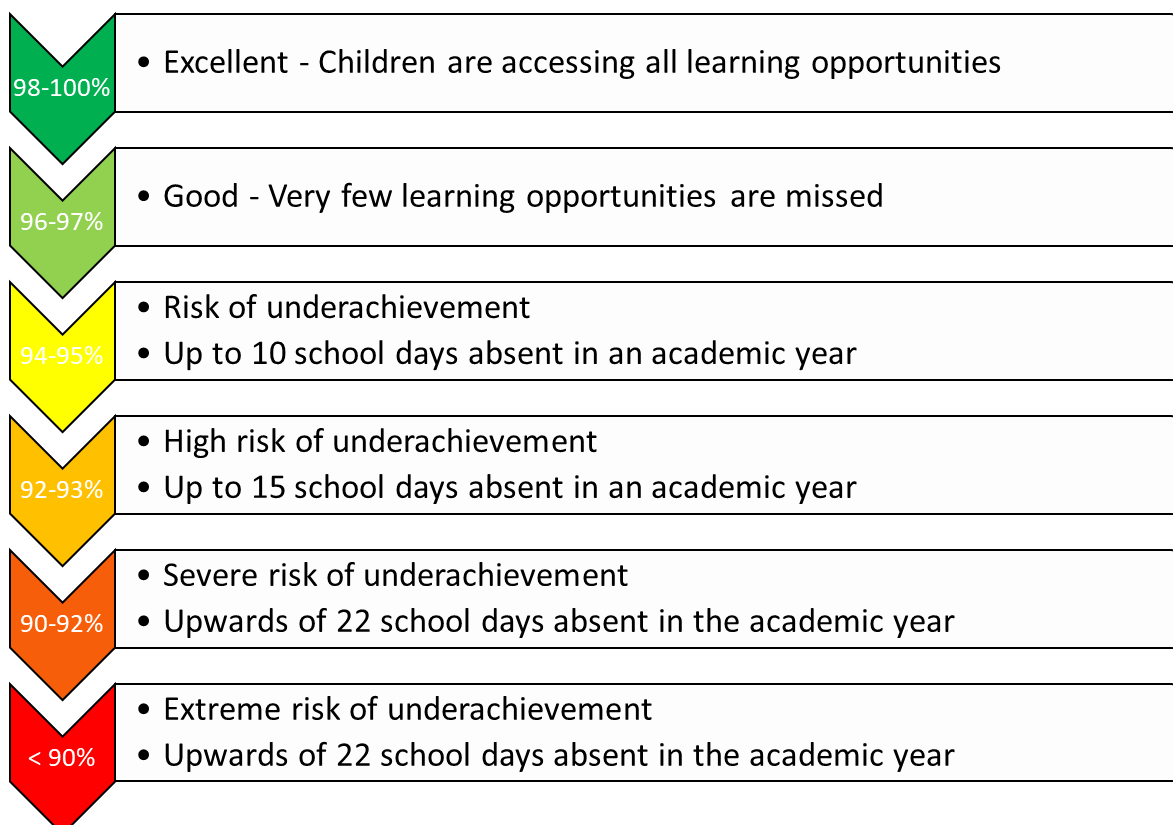 98-100%
• Excellent - Children are accessing all learning opportunities
96-97%
• Good - Very few learning opportunities are missed
94-95%
• Risk of underachievement
• Up to 10 school days absent in an academic year
92-93%
• High risk of underachievement
• Up to 15 school days absent in an academic year
90-92%
• Severe risk of underachievement
• Upwards of 22 school days absent in the academic year
< 90%
• Extreme risk of underachievement
• Upwards of 22 school days absent in the academic year